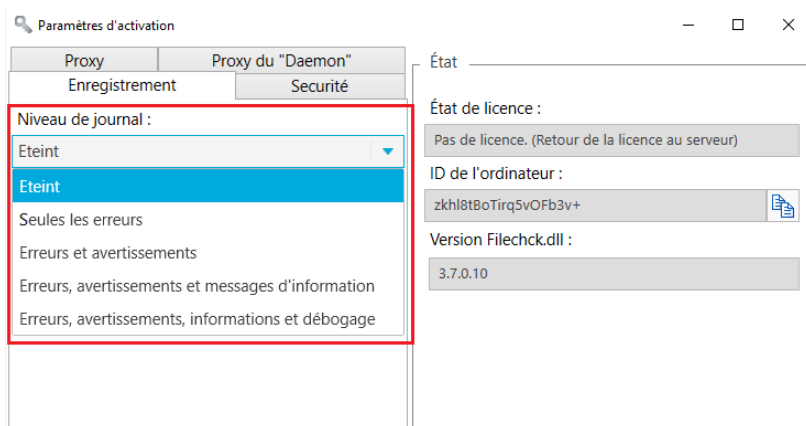 Paramètres d'activation
Proxy
Proxy du "Daemon"
Enregistrement
Securité
Niveau de journal :
Eteint
Eteint
Seules les erreurs
Erreurs et avertissements
Erreurs, avertissements et messages d'information
Erreurs, avertissements, informations et débogage
État
État de licence :
Pas de licence. (Retour de la licence au serveur)
ID de l'ordinateur :
zkhl8tBoTirq5vOFb3v+
Version Filechck.dll :
3.7.0.10